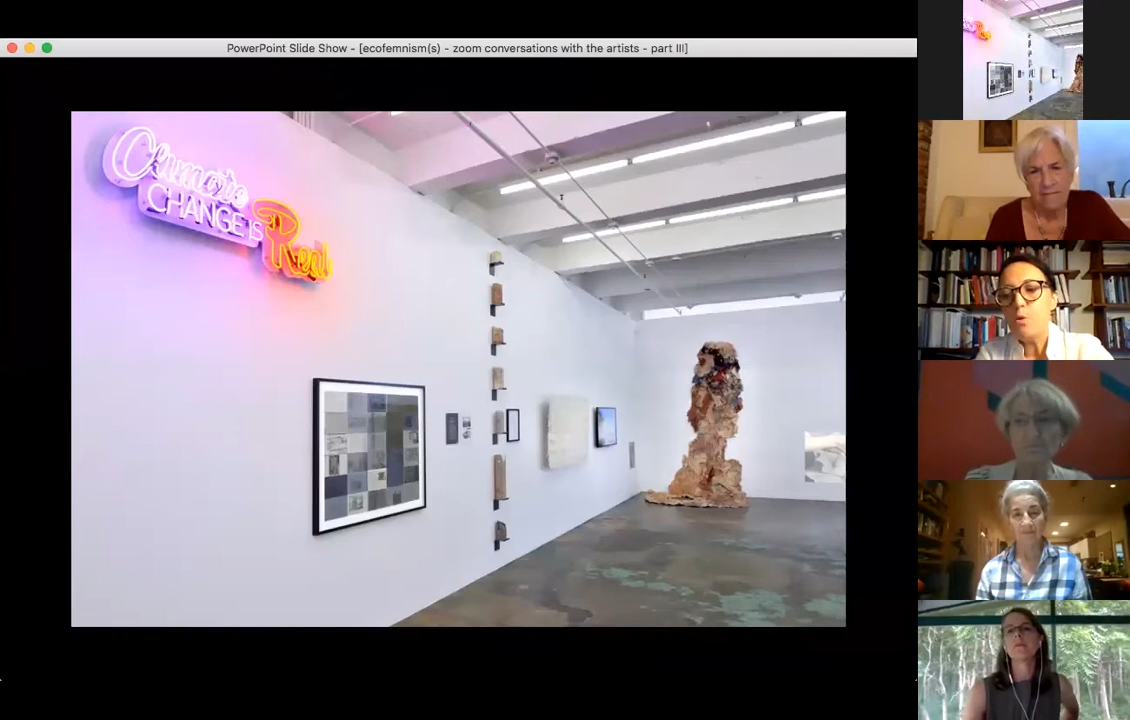 PowerPoint Slide Show - [ecofemnism(s) - zoom conversations with the artists - part III]
Climate
CHANGE IS
Real